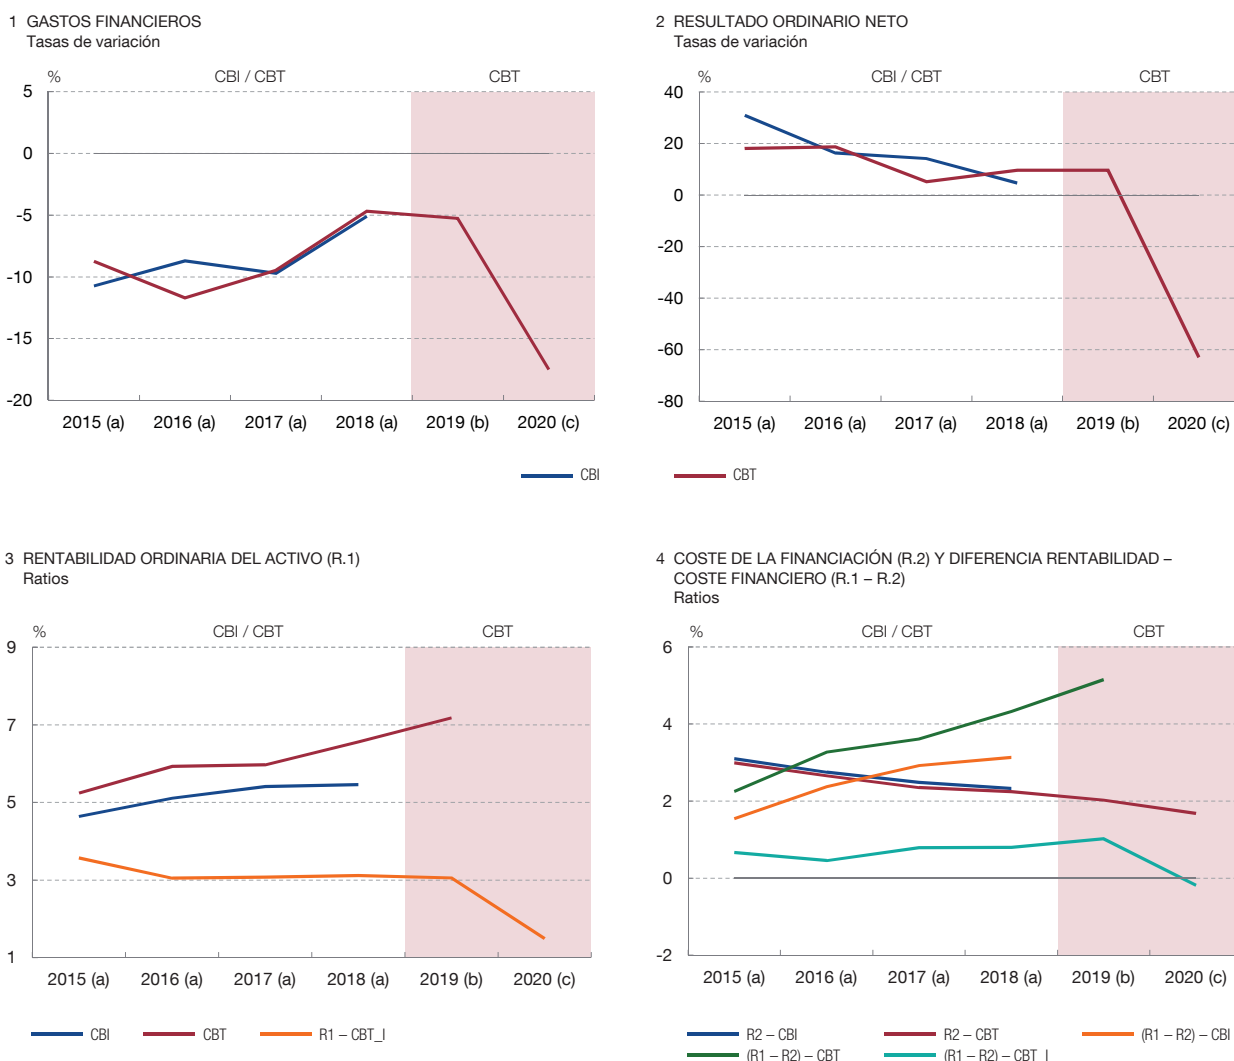 1 GASTOS FINANCIEROS
Tasas de variación
%
CBI / CBT
CBT
5
0
-5
-10
-15
-20
2015 (a) 2016 (a) 2017 (a) 2018 (a) 2019 (b) 2020 (c)
2 RESULTADO ORDINARIO NETO
Tasas de variación
%
CBI / CBT
CBT
40
20
0
-20
-40
-60
-80
2015 (a) 2016 (a) 2017 (a) 2018 (a) 2019 (b) 2020 (c)
CBI
CBT
3 RENTABILIDAD ORDINARIA DEL ACTIVO (R.1)
Ratios
%
CBI / CBT
CBT
9
7
5
3
1
2015 (a) 2016 (a) 2017 (a) 2018 (a) 2019 (b) 2020 (c)
CBI
CBT
R1 – CBT_I
4 COSTE DE LA FINANCIACIÓN (R.2) Y DIFERENCIA RENTABILIDAD –
COSTE FINANCIERO (R.1 – R.2)
Ratios
%
CBI / CBT
CBT
6
4
2
0
-2
2015 (a) 2016 (a) 2017 (a) 2018 (a) 2019 (b) 2020 (c)
R2 – CBI
R2 – CBT
(R1 – R2) – CBI
(R1 – R2) – CBT
(R1 – R2) – CBT_I